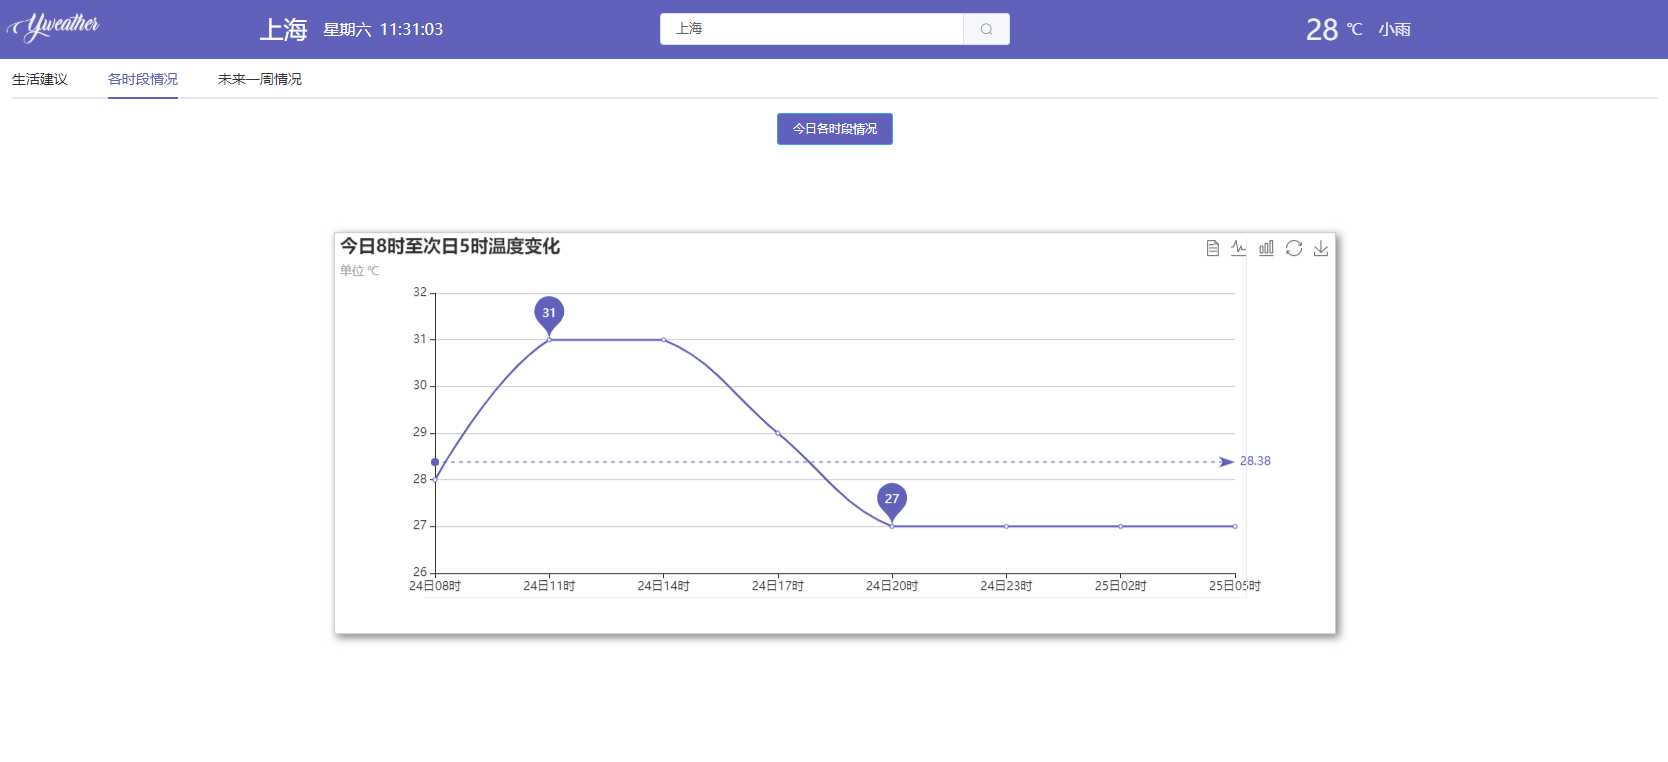 Yweather
上海 星期六 11:31:03
上海
28 ℃ 小雨
生活建议 各时段情况 未来一周情况
今日各时段情况
今日8时至次日5时温度变化
单位 ℃
32
31
31
30
29
28.38
28
27
27
26
24日08时 24日11时 24日14时 24日17时 24日20时 24日23时 25日02时 25日05时